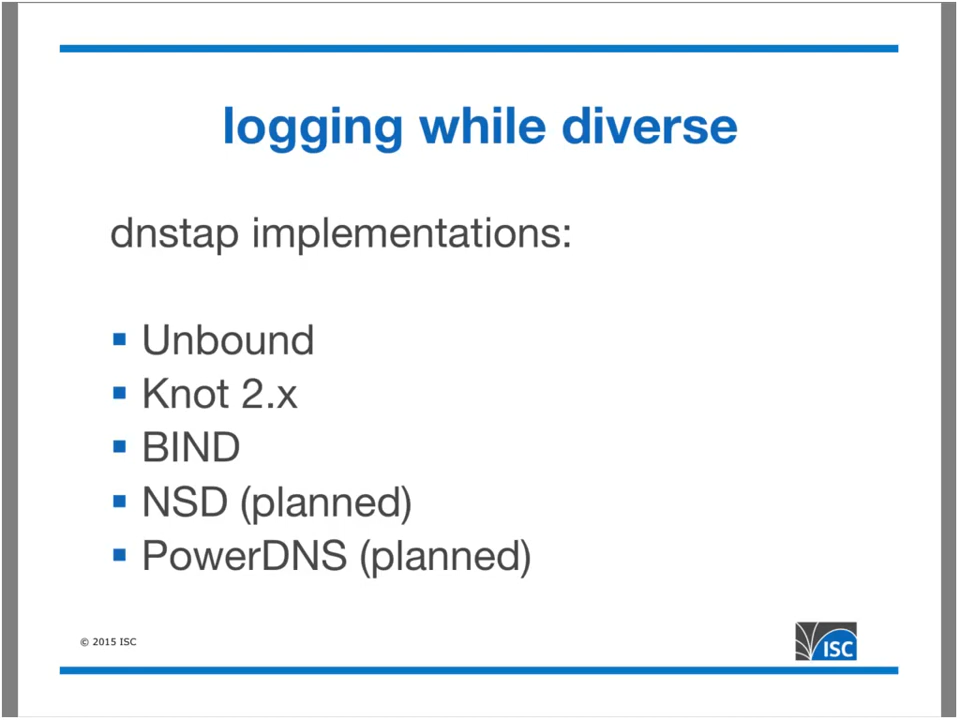 logging while diverse
dnstap implementations:
Unbound
Knot 2.x
BIND
NSD (planned)
PowerDNS (planned)
© 2015 ISC
ISC